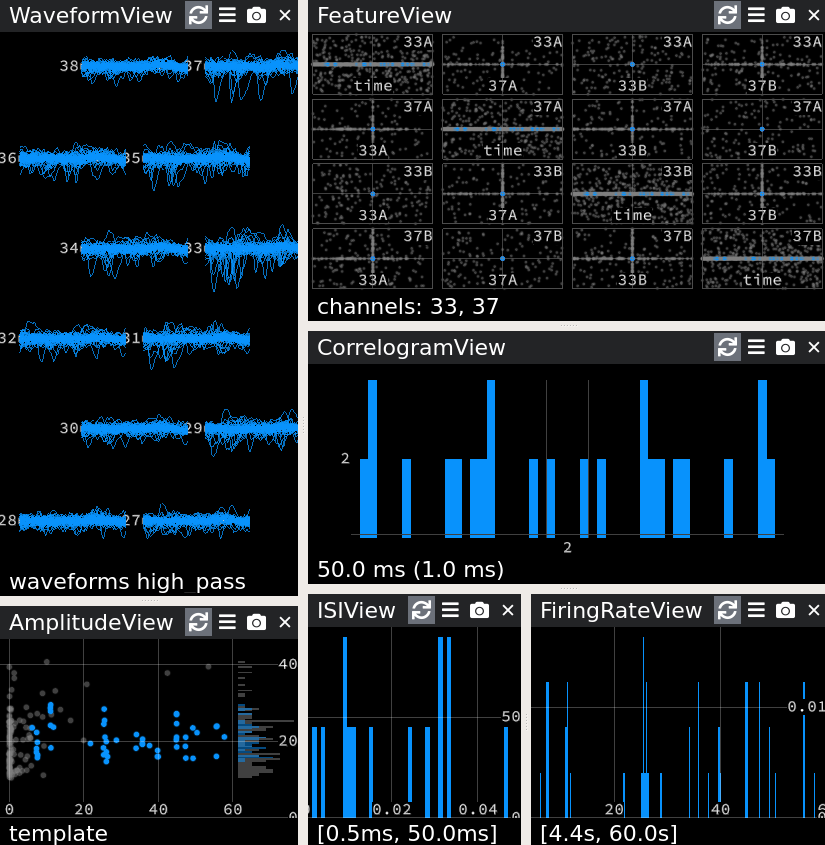 WaveformView
38 37
36 35
34 33
32 31
30 29
28 27
waveforms high_pass
AmplitudeView
40
20
0
0 20 40 60
template
FeatureView
33A 33A 33A 33A
time 37A 33B 37B
37A 37A 37A 37A
33A time 33B 37B
33B 33B 33B 33B
33A 37A time 37B
37B 37B 37B 37B
33A 37A 33B time
channels: 33, 37
CorrelogramView
2
2
50.0 ms (1.0 ms)
ISIView
50
0.02 0.04 0
[0.5ms, 50.0ms]
FiringRateView
0.01
20 40
[4.4s, 60.0s]